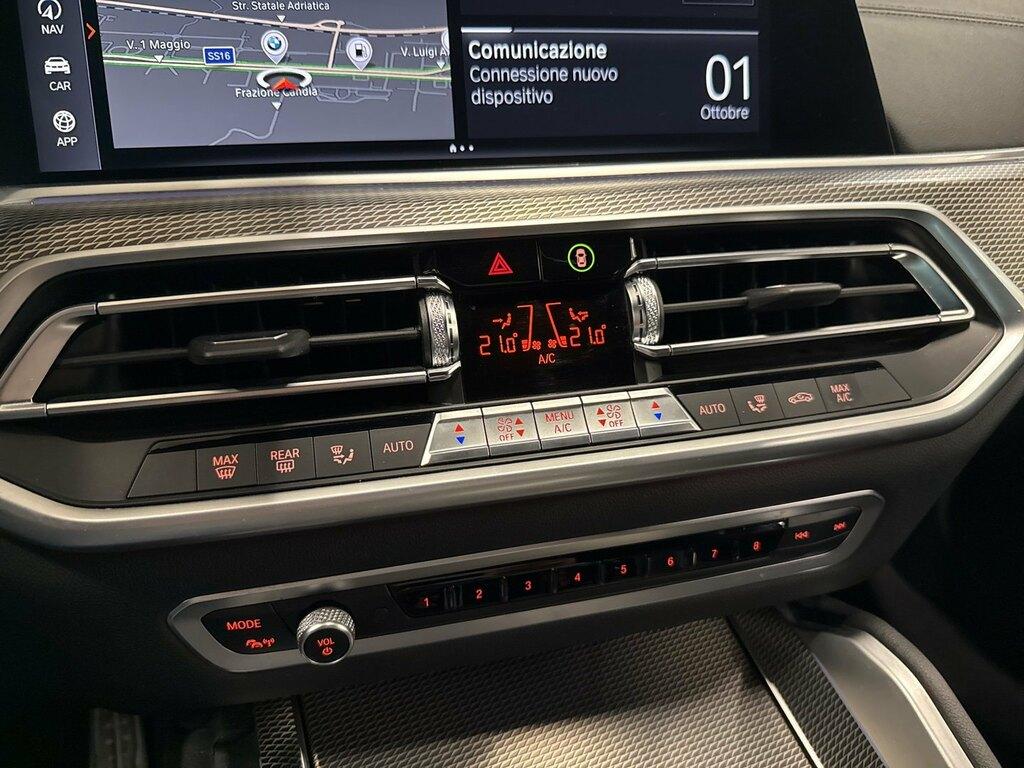 NAV
CAR
APP
Str. Statale Adriatica
V. 1 Maggio
SS16
V. Luigi
Frazione Candia
Comunicazione
Connessione nuovo
dispositivo
01
Ottobre
21.0° 21.0°
A/C
MAX
REAR
AUTO
OFF
MENU
A/C
OFF
AUTO
MAX
A/C
MODE
VOL
1 2 3 4 5 6 7 8